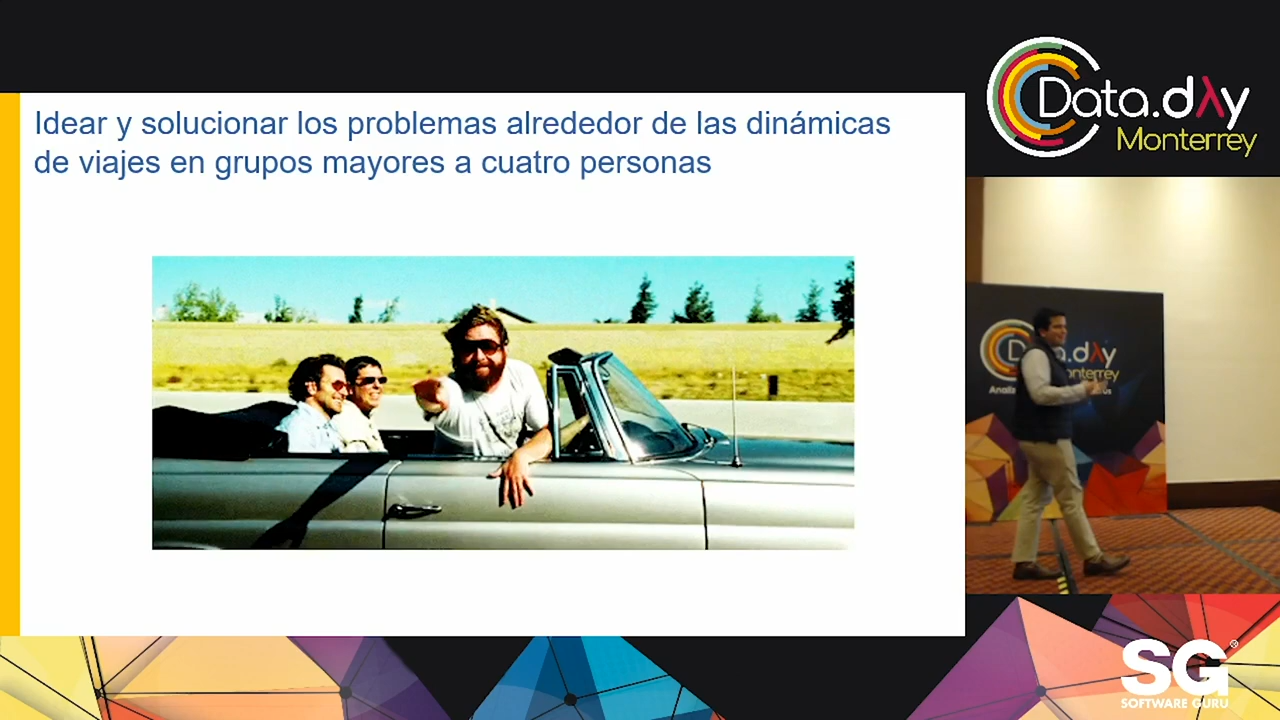 Idear y solucionar los problemas alrededor de las dinámicas
de viajes en grupos mayores a cuatro personas
Data.dλy
Monterrey
SG®
SOFTWARE GURU